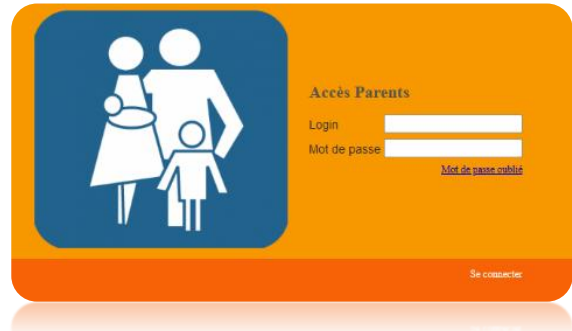 Accès Parents
Login
Mot de passe
Mot de passe oublié
Se connecter